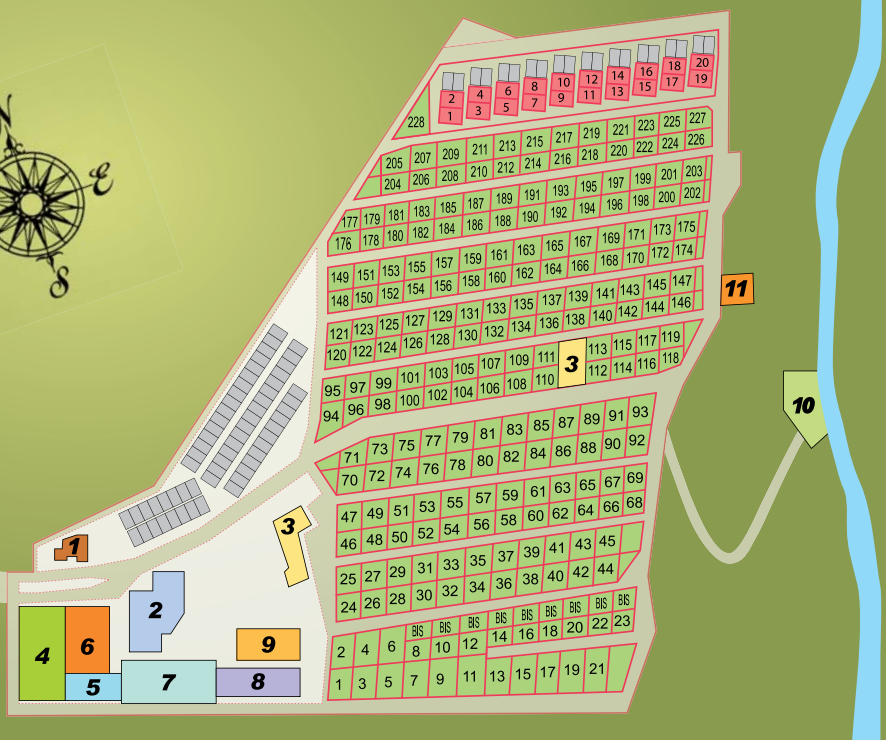 N
E
S
2 4 6 8 10 12 14 16 18 20
1 3 5 7 9 11 13 15 17 19
228
205 207 209 211 213 215 217 219 221 223 225 227
204 206 208 210 212 214 216 218 220 222 224 226
177 179 181 183 185 187 189 191 193 195 197 199 201 203
176 178 180 182 184 186 188 190 192 194 196 198 200 202
149 151 153 155 157 159 161 163 165 167 169 171 173 175
148 150 152 154 156 158 160 162 164 166 168 170 172 174
11
121 123 125 127 129 131 133 135 137 139 141 143 145 147
120 122 124 126 128 130 132 134 136 138 140 142 144 146
95 97 99 101 103 105 107 109 111 3 113 115 117 119
94 96 98 100 102 104 106 108 110 112 114 116 118
10
71 73 75 77 79 81 83 85 87 89 91 93
70 72 74 76 78 80 82 84 86 88 90 92
47 49 51 53 55 57 59 61 63 65 67 69
46 48 50 52 54 56 58 60 62 64 66 68
3
1
25 27 29 31 33 35 37 39 41 43 45
24 26 28 30 32 34 36 38 40 42 44
2
BIS BIS BIS BIS BIS BIS BIS BIS BIS
2 4 6 8 10 12 14 16 18 20 22 23
1 3 5 7 9 11 13 15 17 19 21
4
6
5
7
9
8